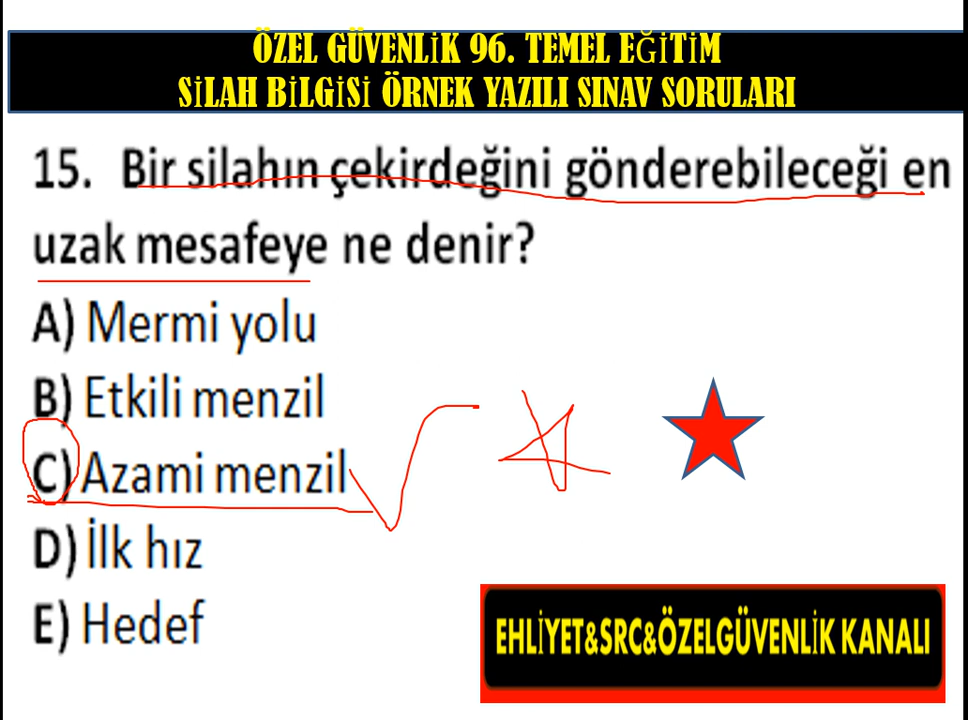 ÖZEL GÜVENLİK 96. TEMEL EĞİTİM
SİLAH BİLGİSİ ÖRNEK YAZILI SINAV SORULARI
15. Bir silahın çekirdeğini gönderebileceği en
uzak mesafeye ne denir?
A) Mermi yolu
B) Etkili menzil
C) Azami menzil
D) İlk hız
E) Hedef
EHLİYET&SRC&ÖZELGÜVENLİK KANALI